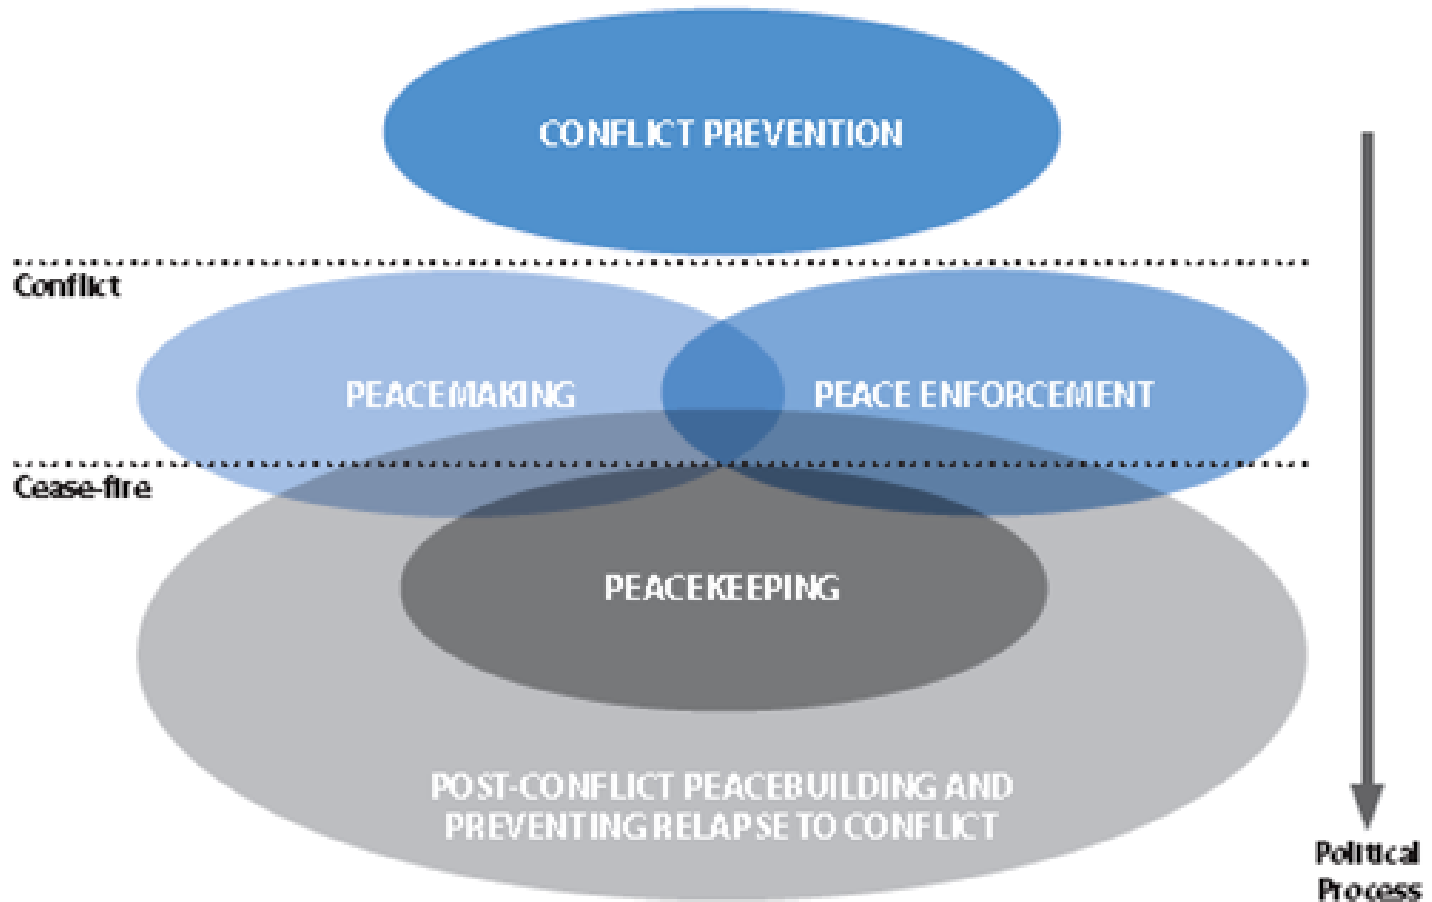 CONFLICT PREVENTION
Conflict
PEACEMAKING
PEACE ENFORCEMENT
Cease-fire
PEACEKEEPING
POST-CONFLICT PEACEBUILDING AND
PREVENTING RELAPSE TO CONFLICT
Political
Process